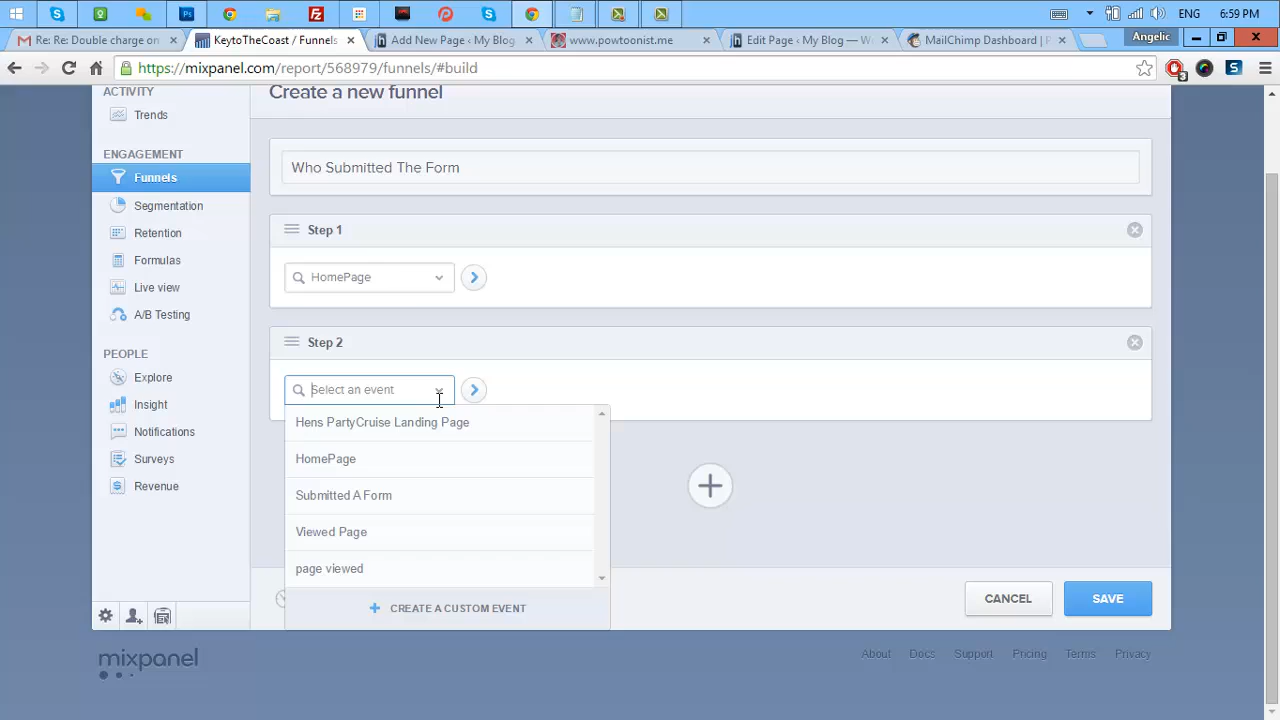 ENG
6:59 PM
Re: Re: Double charge on
KeytoTheCoast / Funnels
Add New Page ‹ My Blog
www.powtoonist.me
Edit Page ‹ My Blog — W
MailChimp Dashboard | P
Angelic
https://mixpanel.com/report/568979/funnels/#build
3
ACTIVITY
Trends
ENGAGEMENT
Funnels
Segmentation
Retention
Formulas
Live view
A/B Testing
PEOPLE
Explore
Insight
Notifications
Surveys
Revenue
Create a new funnel
Who Submitted The Form
Step 1
HomePage
Step 2
Select an event
Hens PartyCruise Landing Page
HomePage
Submitted A Form
Viewed Page
page viewed
CREATE A CUSTOM EVENT
CANCEL
SAVE
mixpanel
About
Docs
Support
Pricing
Terms
Privacy